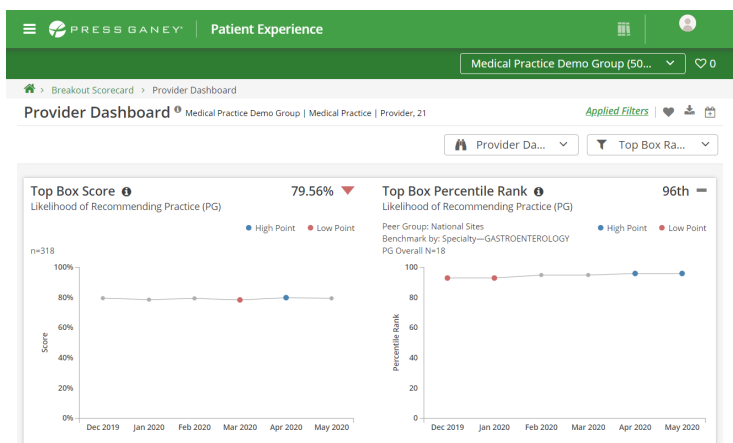 PRESS GANEY Patient Experience
Medical Practice Demo Group (50... 0
Breakout Scorecard > Provider Dashboard
Provider Dashboard Medical Practice Demo Group | Medical Practice | Provider, 21
Applied Filters
Provider Da... Top Box Ra...
Top Box Score 79.56%
Likelihood of Recommending Practice (PG)
High Point Low Point
n=318
100%
80%
60%
40%
20%
0%
Score
Dec 2019 Jan 2020 Feb 2020 Mar 2020 Apr 2020 May 2020
Top Box Percentile Rank 96th
Likelihood of Recommending Practice (PG)
Peer Group: National Sites
Benchmark by: Specialty—GASTROENTEROLOGY
PG Overall N=18
High Point Low Point
100
80
60
40
20
0
Percentile Rank
Dec 2019 Jan 2020 Feb 2020 Mar 2020 Apr 2020 May 2020